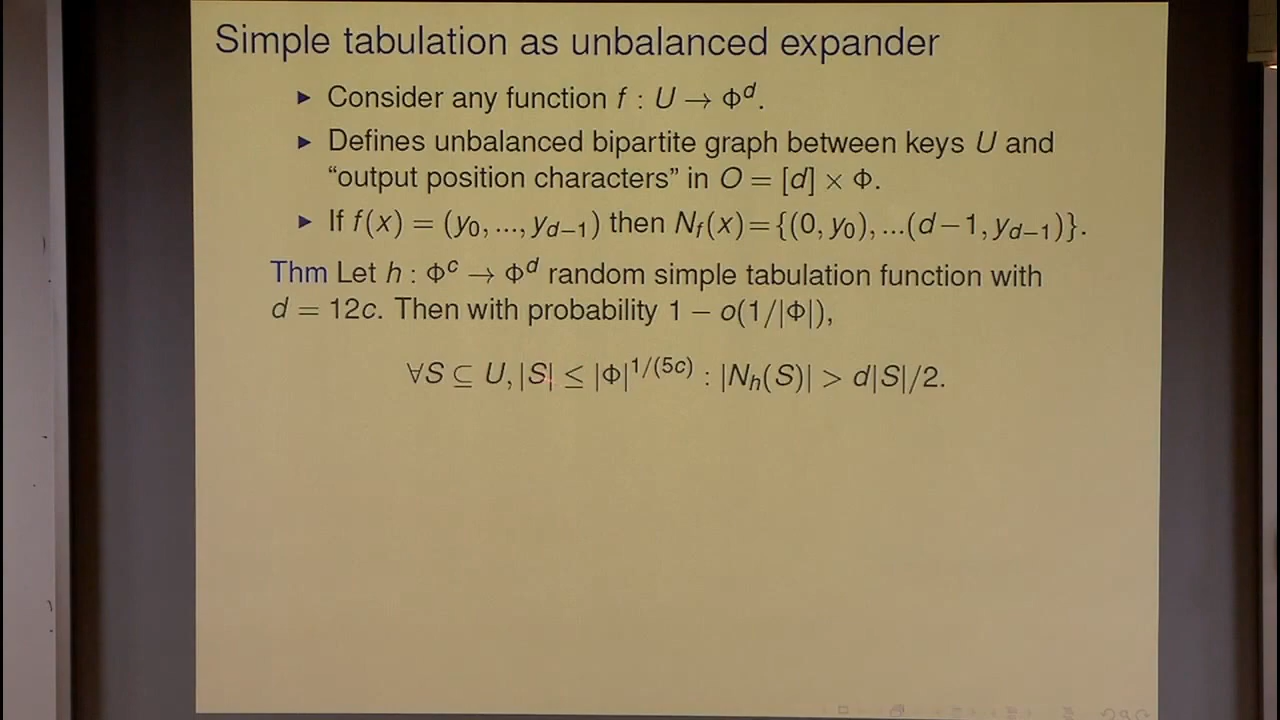 Simple tabulation as unbalanced expander
▶ Consider any function f : U → Φ^d.
▶ Defines unbalanced bipartite graph between keys U and
“output position characters” in O = [d] × Φ.
▶ If f(x) = (y_0, ..., y_{d−1}) then N_f(x) = {(0, y_0), ...(d−1, y_{d−1})}.
Thm Let h : Φ^c → Φ^d random simple tabulation function with
d = 12c. Then with probability 1 − o(1/|Φ|),
∀S ⊆ U, |S| ≤ |Φ|^{1/(5c)} : |N_h(S)| > d|S|/2.